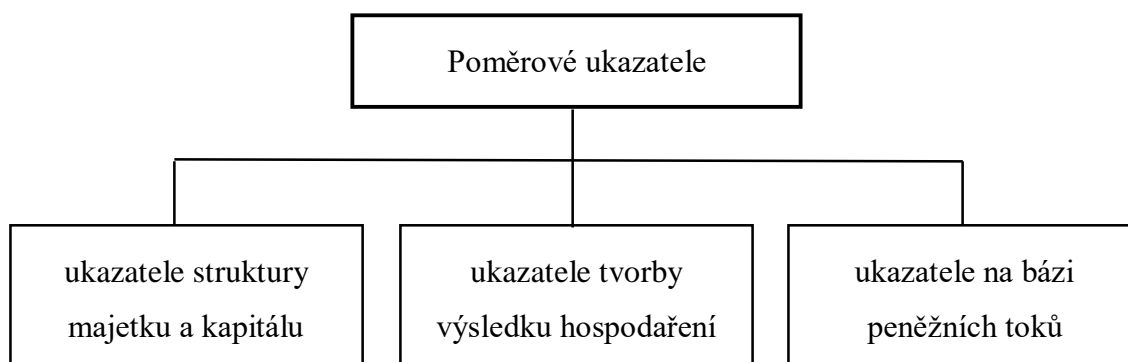 Poměrové ukazatele
ukazatele struktury
majetku a kapitálu
ukazatele tvorby
výsledku hospodaření
ukazatele na bázi
peněžních toků